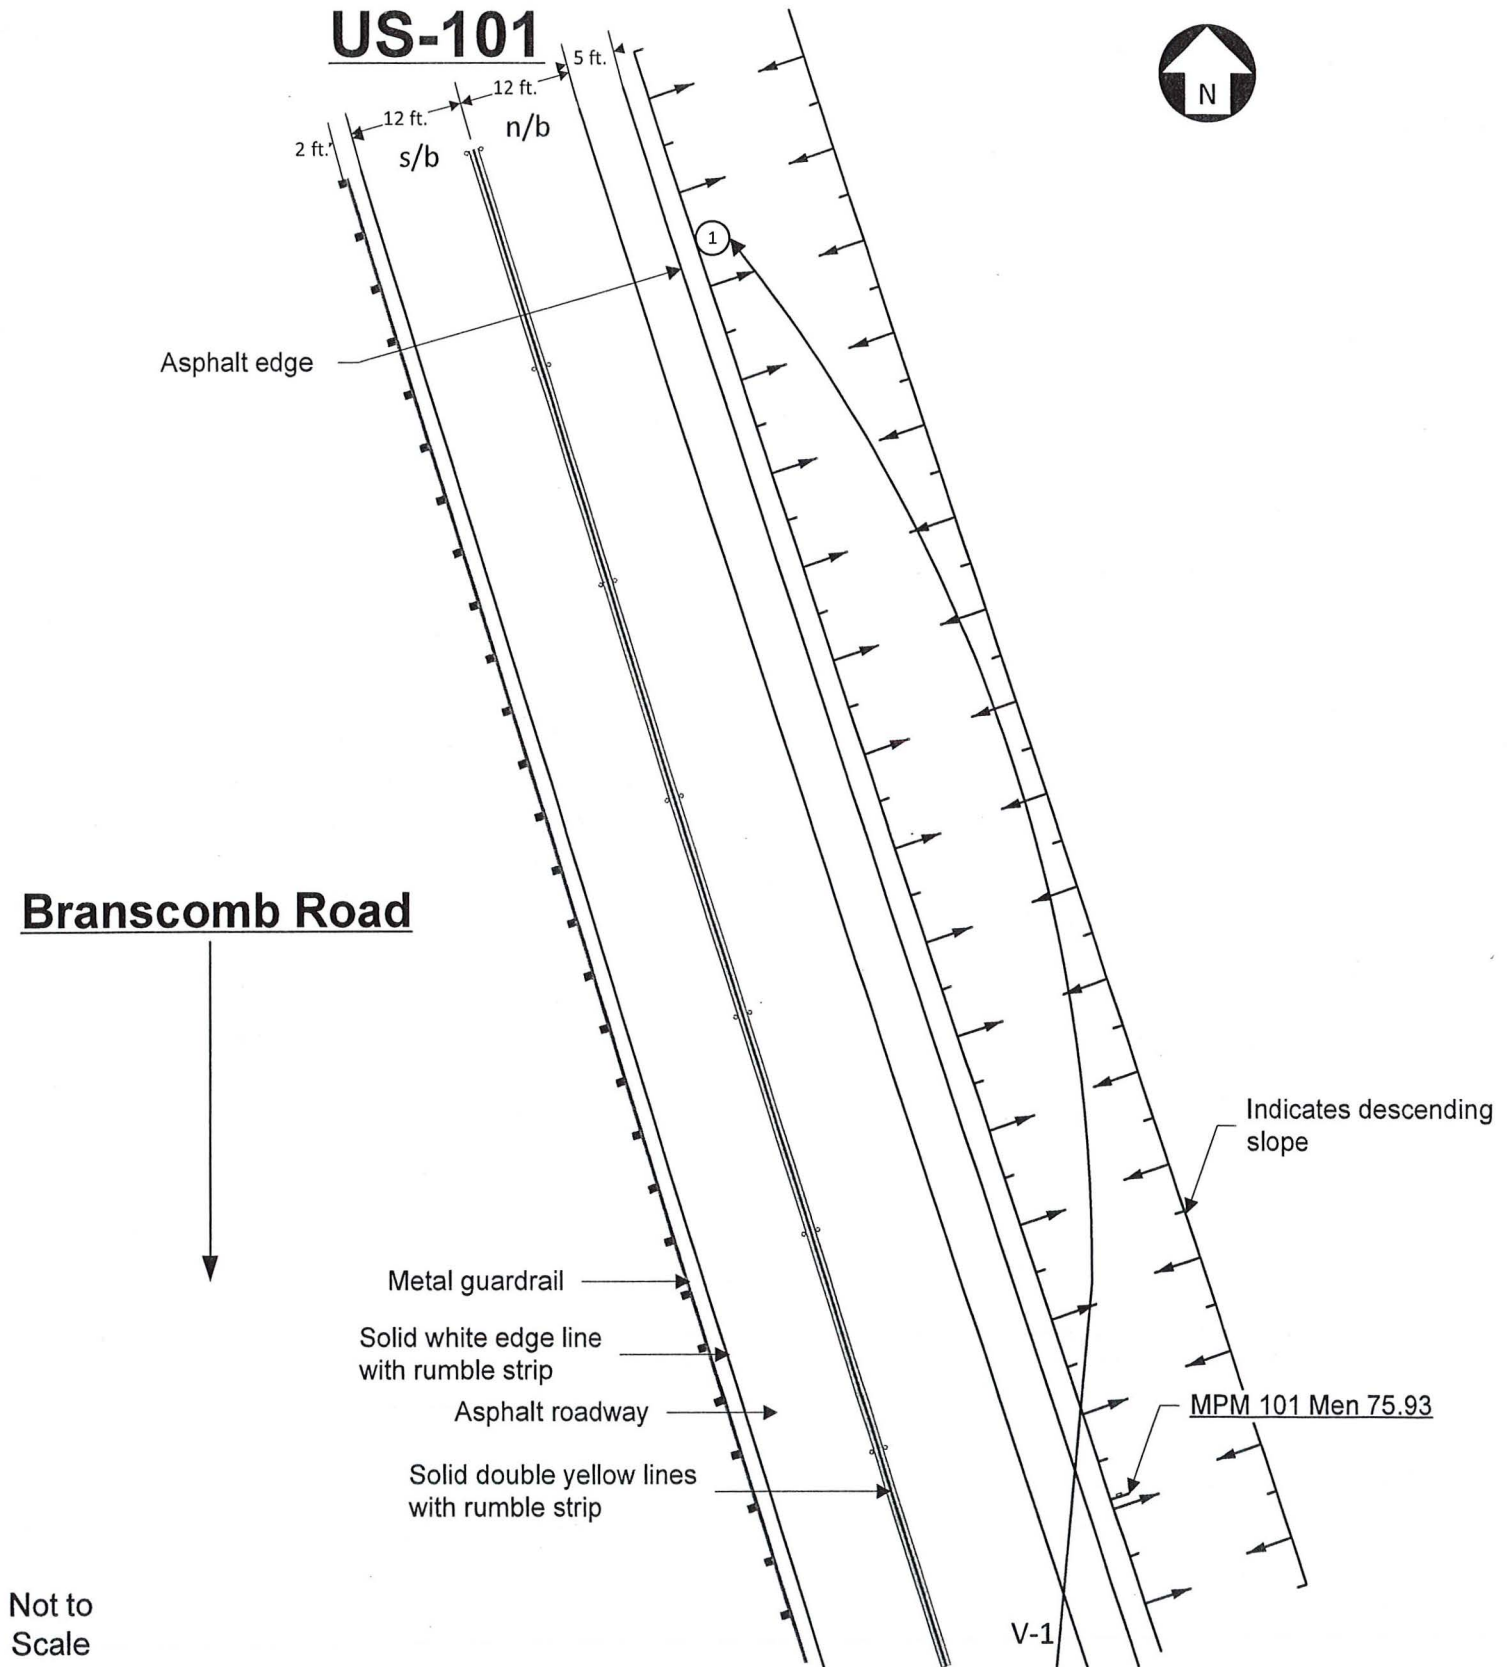 US-101
5 ft.
12 ft.
12 ft.
n/b
2 ft.
s/b
N
1
Asphalt edge
Branscomb Road
Indicates descending
slope
Metal guardrail
Solid white edge line
with rumble strip
MPM 101 Men 75.93
Asphalt roadway
Solid double yellow lines
with rumble strip
Not to
Scale
V-1